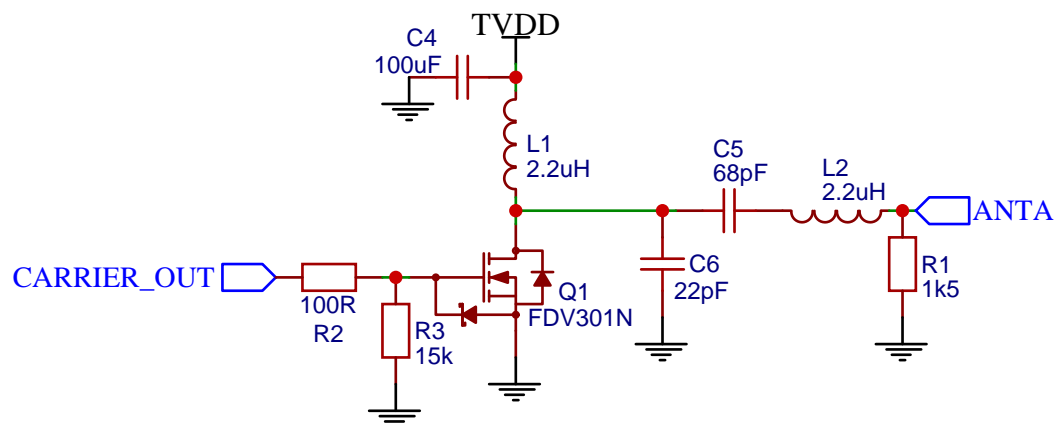 TVDD
C4
100uF
L1
2.2uH
C5
68pF
L2
2.2uH
ANTA
CARRIER_OUT
100R
R2
R3
15k
Q1
FDV301N
C6
22pF
R1
1k5